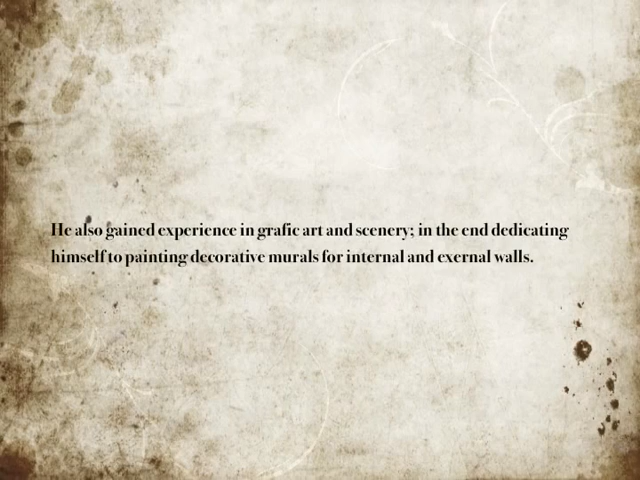 He also gained experience in grafic art and scenery; in the end dedicating
himself to painting decorative murals for internal and exernal walls.